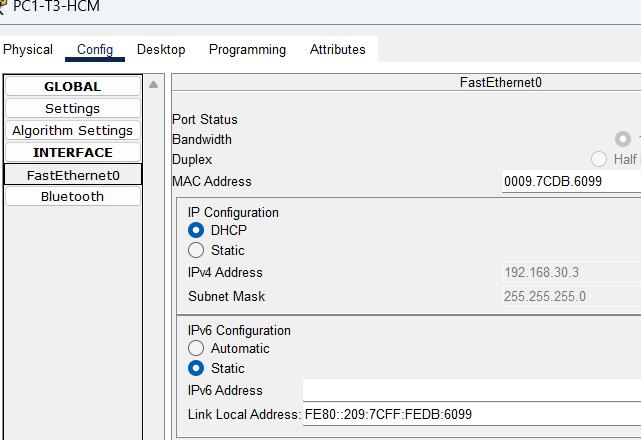 PC1-T3-HCM
Physical Config Desktop Programming Attributes
GLOBAL
Settings
Algorithm Settings
INTERFACE
FastEthernet0
Bluetooth
FastEthernet0
Port Status
Bandwidth
Duplex Half
MAC Address 0009.7CDB.6099
IP Configuration
DHCP
Static
IPv4 Address 192.168.30.3
Subnet Mask 255.255.255.0
IPv6 Configuration
Automatic
Static
IPv6 Address
Link Local Address: FE80::209:7CFF:FEDB:6099